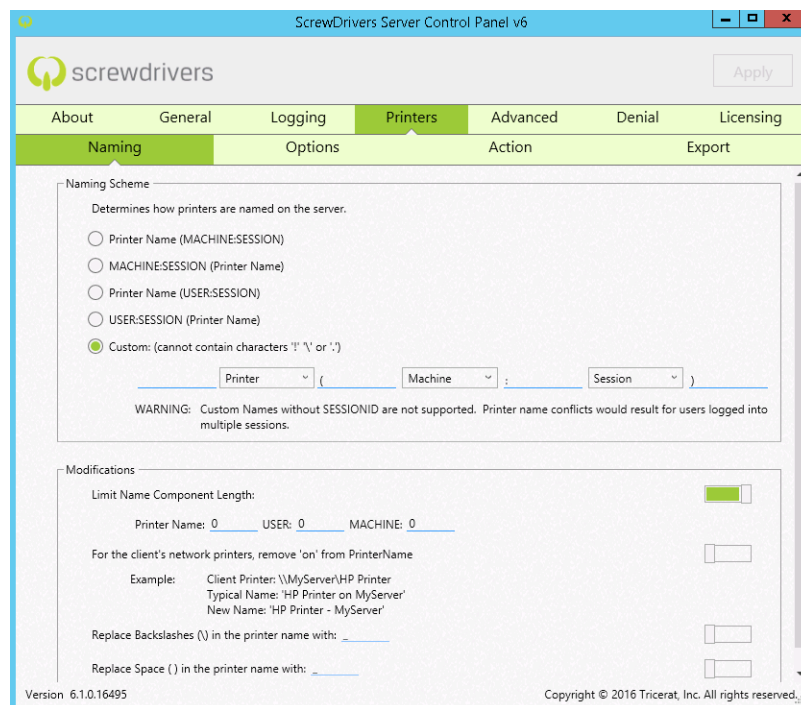 ScrewDrivers Server Control Panel v6
screwdrivers
Apply
About General Logging Printers Advanced Denial Licensing
Naming Options Action Export
Naming Scheme
Determines how printers are named on the server.
Printer Name (MACHINE:SESSION)
MACHINE:SESSION (Printer Name)
Printer Name (USER:SESSION)
USER:SESSION (Printer Name)
Custom: (cannot contain characters '!' '\' or '.')
Printer ( Machine : Session )
WARNING: Custom Names without SESSIONID are not supported. Printer name conflicts would result for users logged into
multiple sessions.
Modifications
Limit Name Component Length:
Printer Name: 0 USER: 0 MACHINE: 0
For the client's network printers, remove 'on' from PrinterName
Example: Client Printer: \\MyServer\HP Printer
Typical Name: 'HP Printer on MyServer'
New Name: 'HP Printer - MyServer'
Replace Backslashes (\) in the printer name with: _
Replace Space ( ) in the printer name with: _
Version 6.1.0.16495 Copyright © 2016 Tricerat, Inc. All rights reserved.